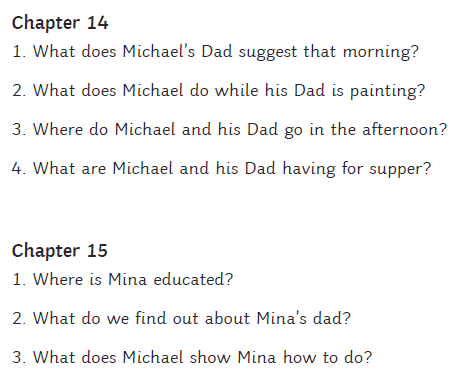 Chapter 14
1. What does Michael's Dad suggest that morning?
2. What does Michael do while his Dad is painting?
3. Where do Michael and his Dad go in the afternoon?
4. What are Michael and his Dad having for supper?
Chapter 15
1. Where is Mina educated?
2. What do we find out about Mina's dad?
3. What does Michael show Mina how to do?